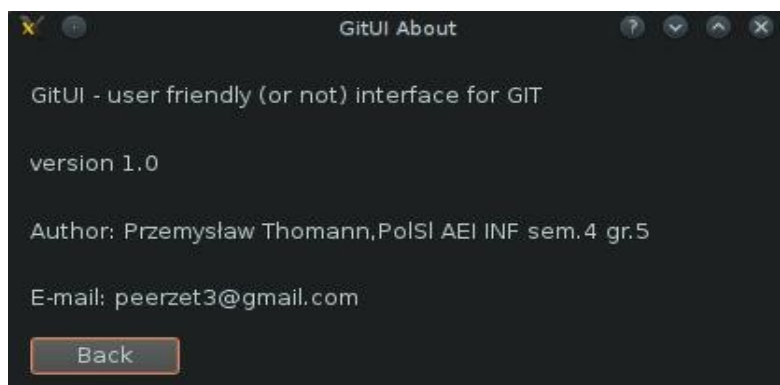 GitUI About
GitUI - user friendly (or not) interface for GIT
version 1.0
Author: Przemysław Thomann,PolSl AEI INF sem.4 gr.5
E-mail: peerzet3@gmail.com
Back